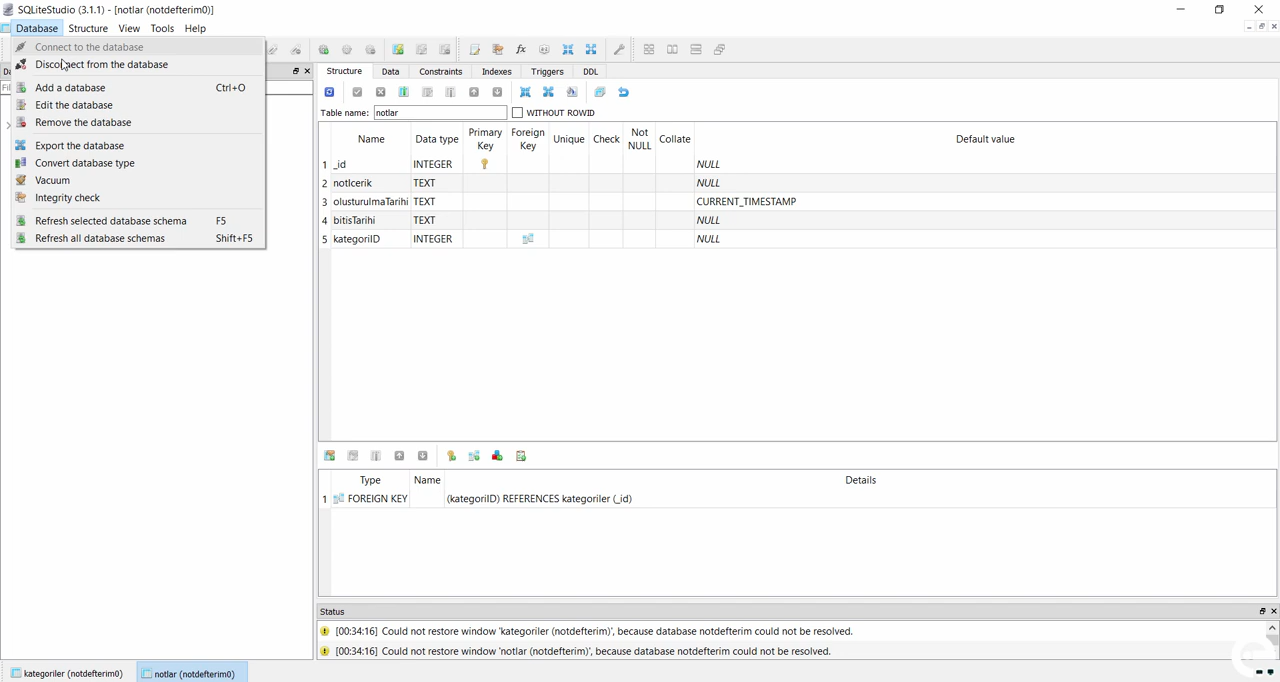 SQLiteStudio (3.1.1) - [notlar (notdefterim0)]
Database Structure View Tools Help
Connect to the database
Disconnect from the database
Add a database Ctrl+O
Edit the database
Remove the database
Export the database
Convert database type
Vacuum
Integrity check
Refresh selected database schema F5
Refresh all database schemas Shift+F5
Structure Data Constraints Indexes Triggers DDL
Table name: notlar WITHOUT ROWID
Name Data type Primary Key Foreign Key Unique Check Not NULL Collate Default value
1 _id INTEGER NULL
2 notIcerik TEXT NULL
3 olusturulmaTarihi TEXT CURRENT_TIMESTAMP
4 bitisTarihi TEXT NULL
5 kategoriID INTEGER NULL
Type Name Details
1 FOREIGN KEY (kategoriID) REFERENCES kategoriler (_id)
Status
[00:34:16] Could not restore window 'kategoriler (notdefterim)', because database notdefterim could not be resolved.
[00:34:16] Could not restore window 'notlar (notdefterim)', because database notdefterim could not be resolved.
kategoriler (notdefterim0) notlar (notdefterim0)